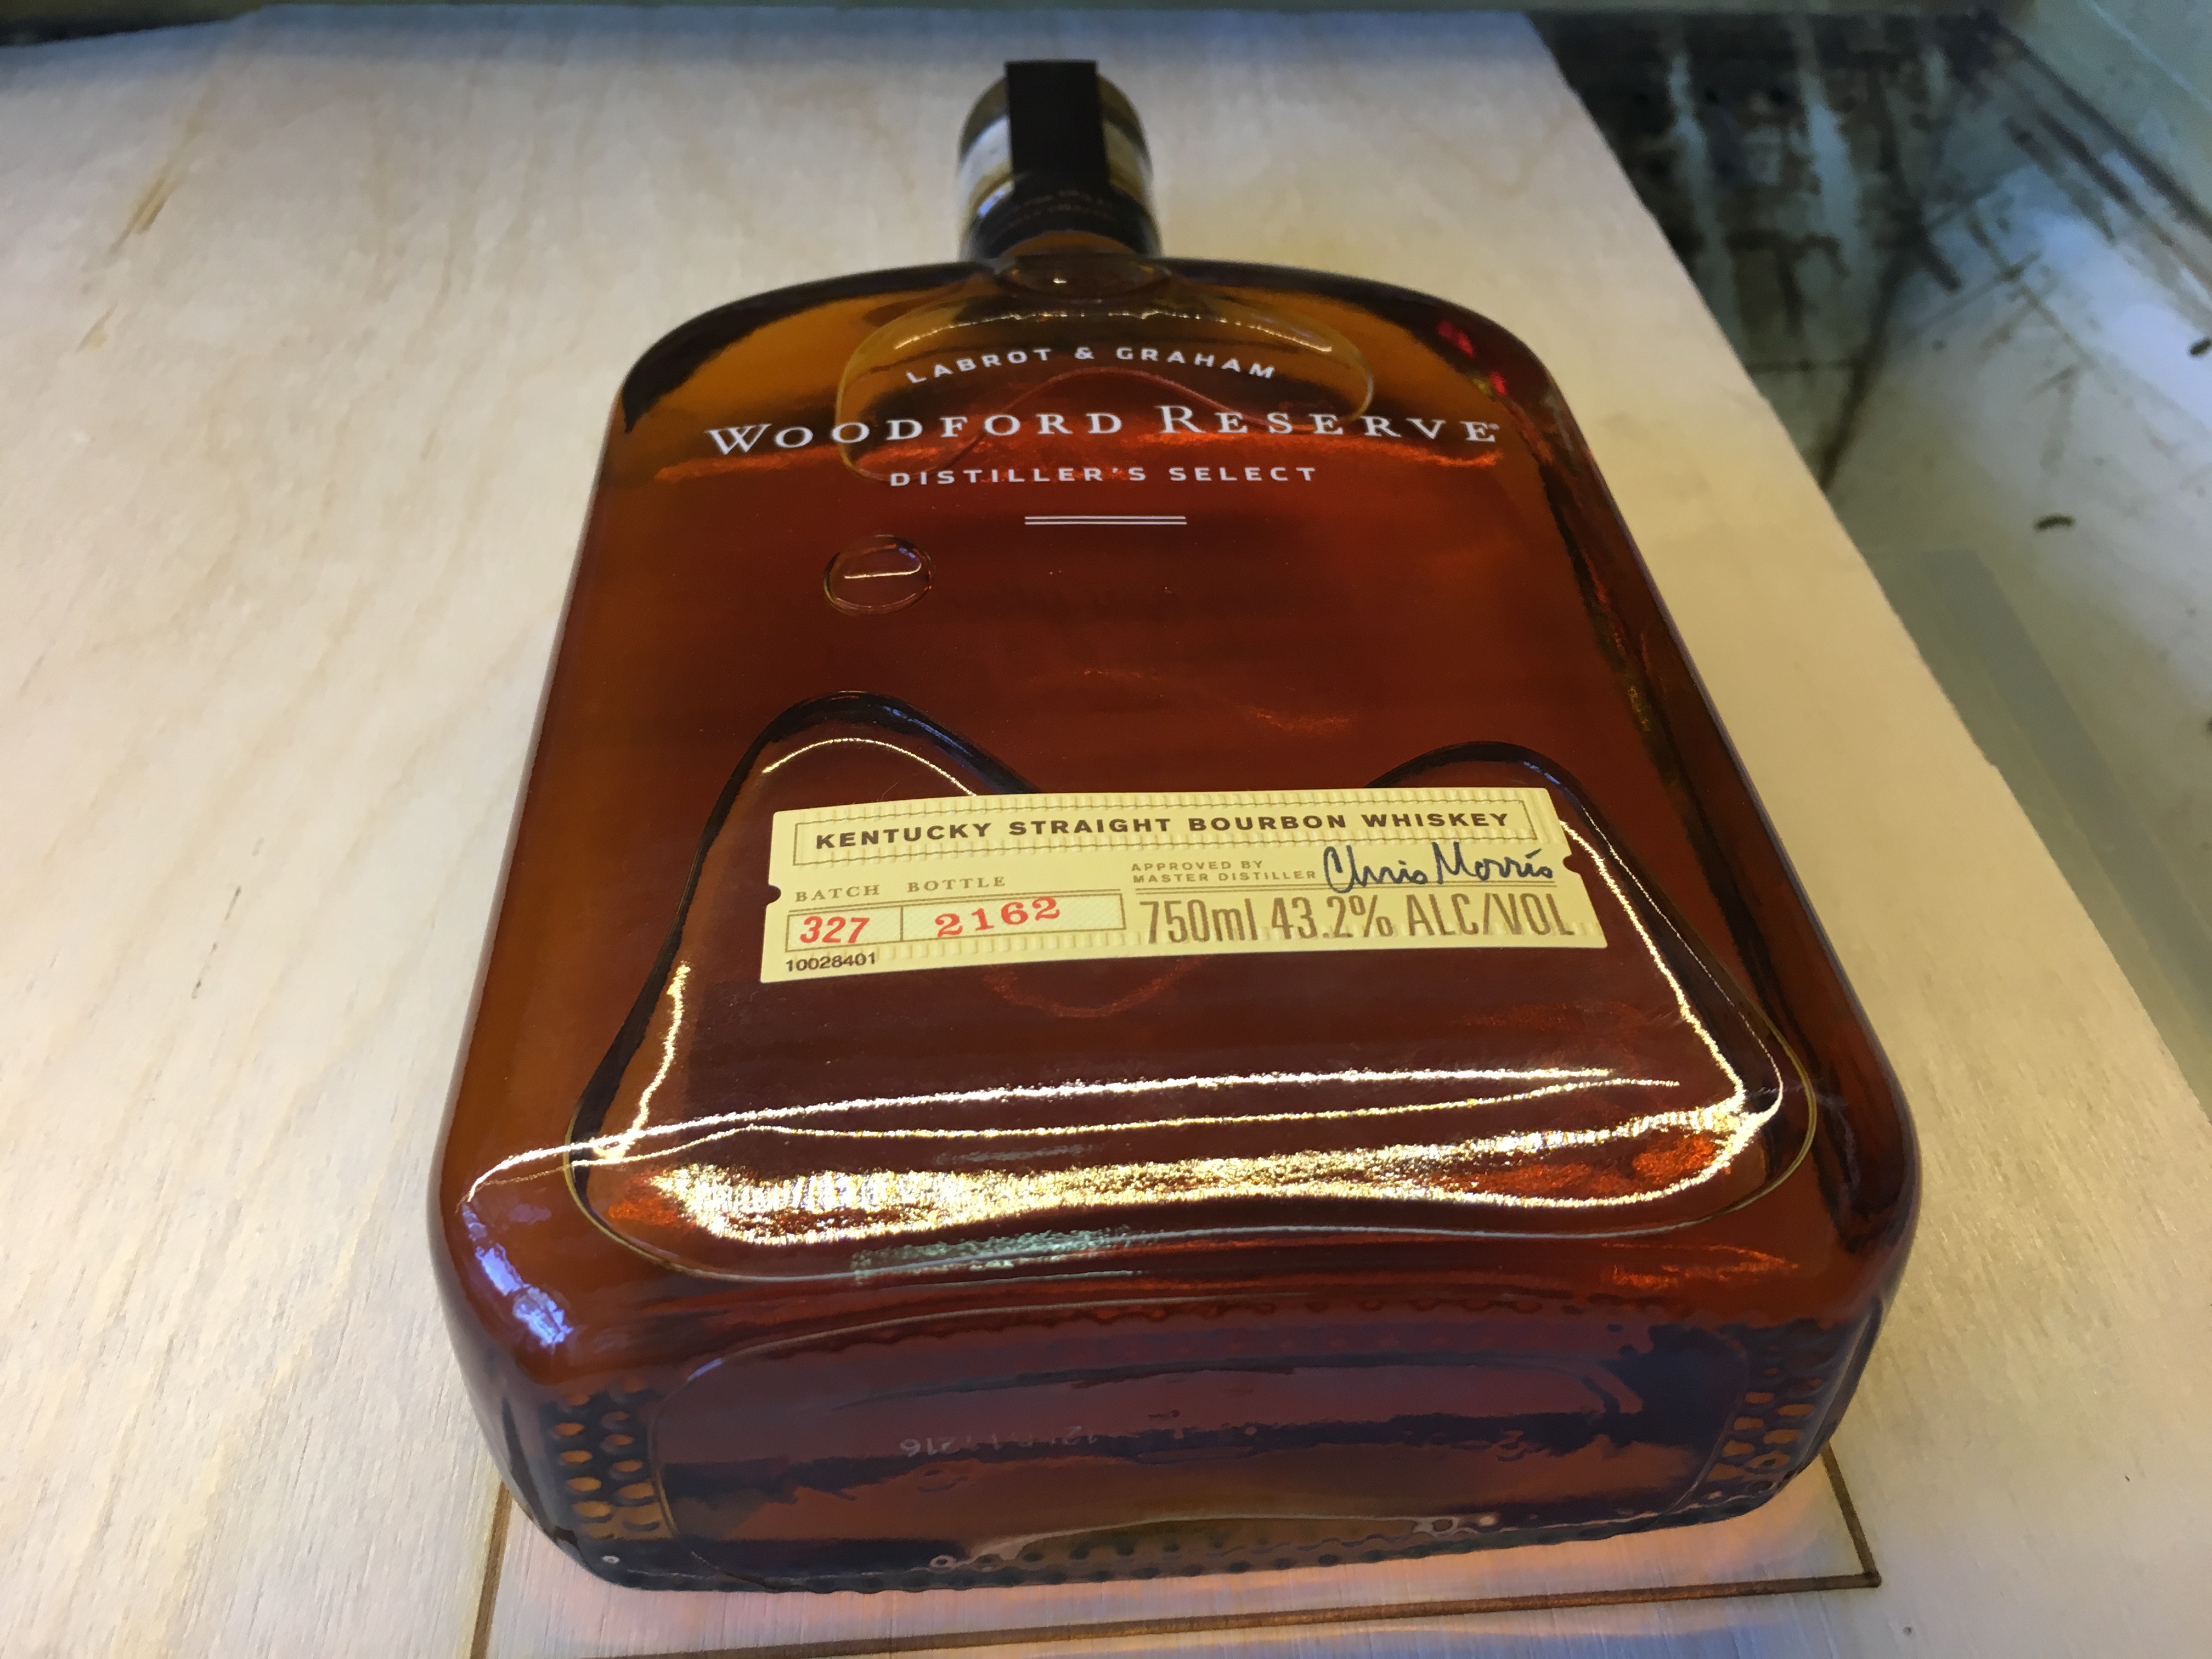 LABROT & GRAHAM
WOODFORD RESERVE®
DISTILLER'S SELECT
KENTUCKY STRAIGHT BOURBON WHISKEY
BATCH BOTTLE
327 2162
10028401
APPROVED BY
MASTER DISTILLER Chris Morris
750ml 43.2% ALC/VOL